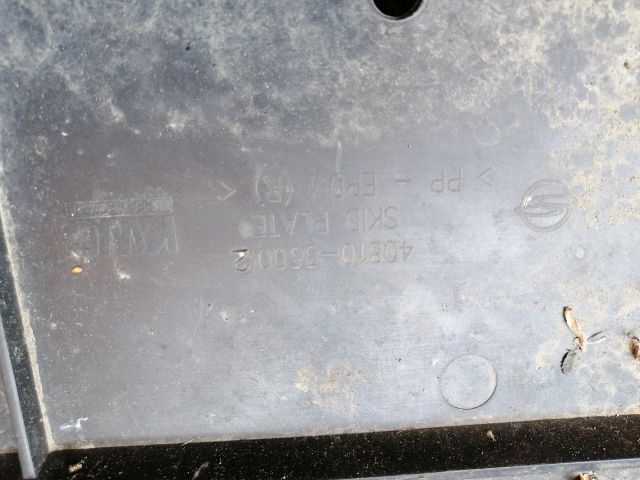 40810-36002
SKID PLATE
> PP - EPDM (R) <